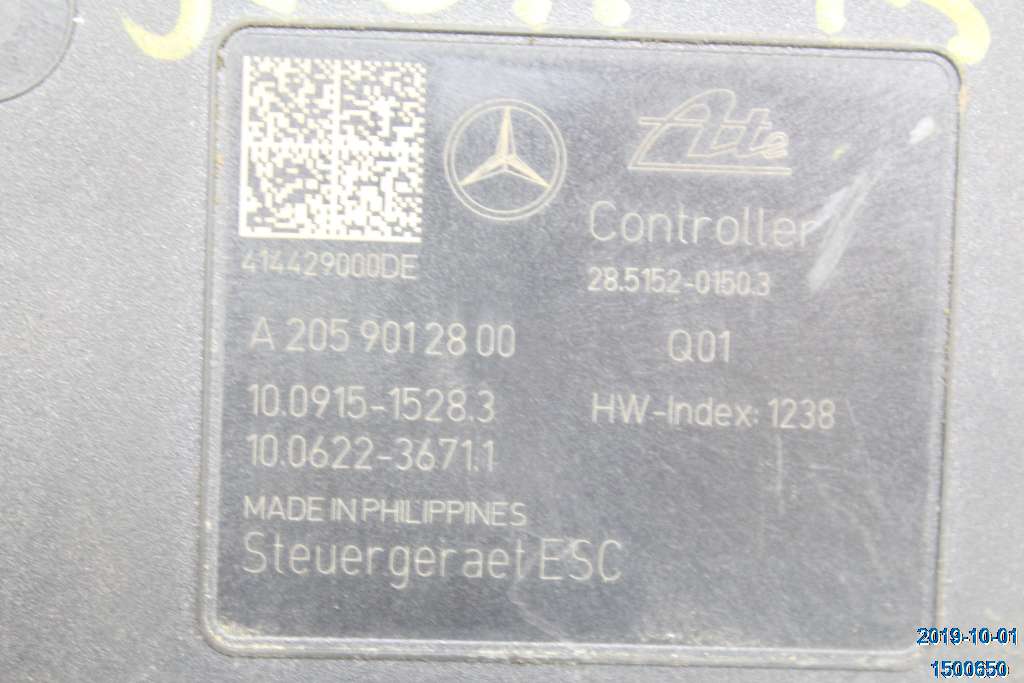 Ate
414429000DE
Controller
28.5152-0150.3
A 205 901 28 00
Q01
10.0915-1528.3
HW-Index: 1238
10.0622-3671.1
MADE IN PHILIPPINES
Steuergeraet ESC
2019-10-01
1500650